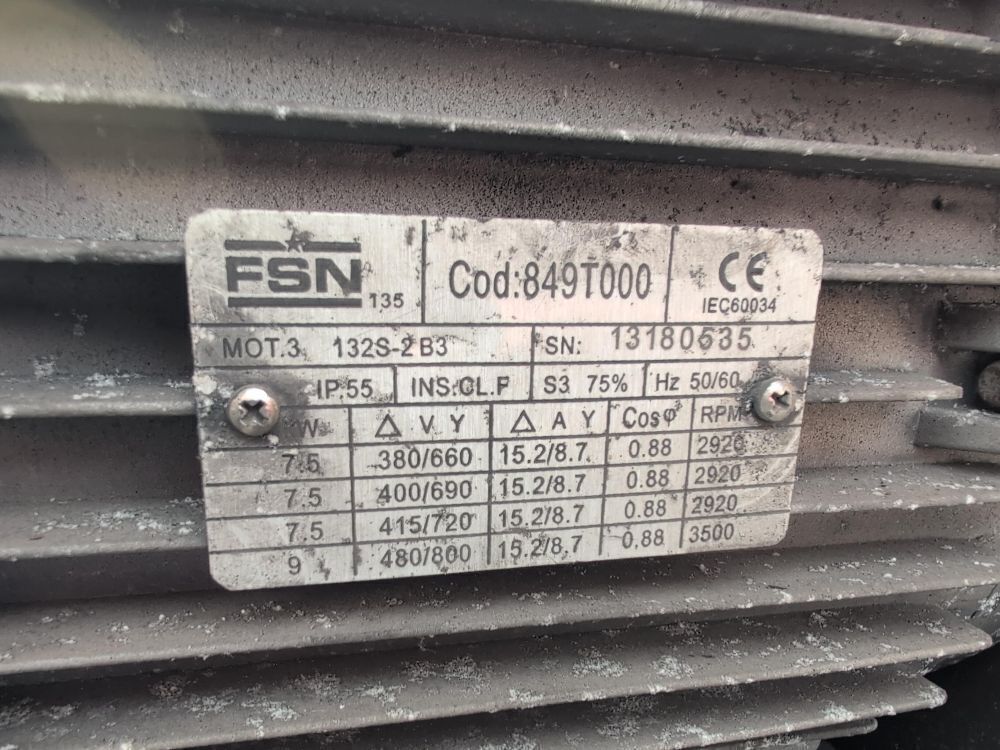 FSN 135
Cod:849T000
CE
IEC60034
MOT.3 132S-2 B3
SN: 13180635
IP.55 INS:CL.F S3 75% Hz 50/60
W △ V Y △ A Y Cosφ RPM
7.5 380/660 15.2/8.7 0.88 2920
7.5 400/690 15.2/8.7 0.88 2920
7.5 415/720 15.2/8.7 0.88 2920
9 480/800 15.2/8.7 0.88 3500